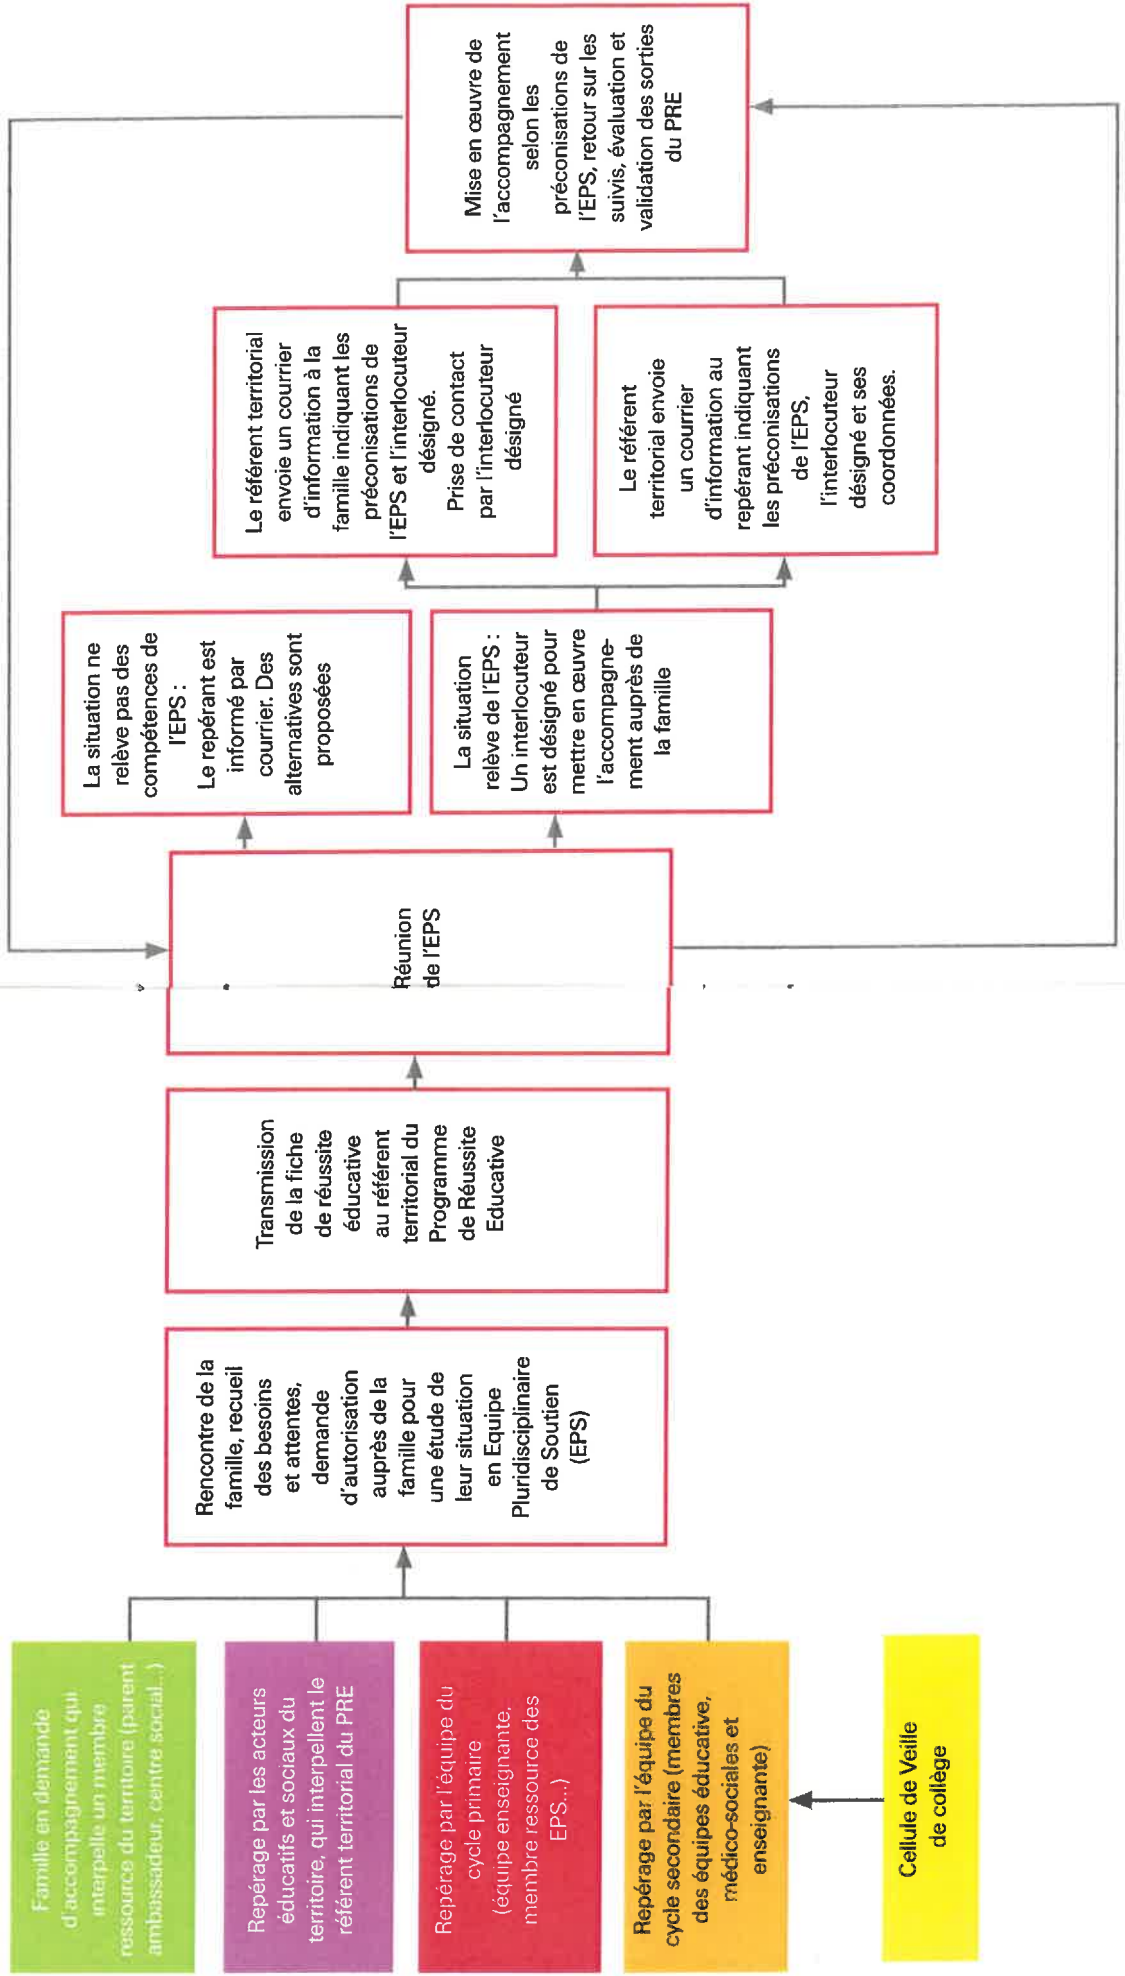 Famille en demande
d'accompagnement qui
interpelle un membre
ressource du territoire (parent
ambassadeur, centre social...)
Repérage par les acteurs
éducatifs et sociaux du
territoire, qui interpellent le
référent territorial du PRE
Repérage par l'équipe du
cycle primaire
(équipe enseignante,
membre ressource des
EPS...)
Repérage par l'équipe du
cycle secondaire (membres
des équipes éducative,
médico-sociales et
enseignante)
Cellule de Veille
de collège
Rencontre de la
famille, recueil
des besoins
et attentes,
demande
d'autorisation
auprès de la
famille pour
une étude de
leur situation
en Equipe
Pluridisciplinaire
de Soutien
(EPS)
Transmission
de la fiche
de réussite
éducative
au référent
territorial du
Programme
de Réussite
Educative
Réunion
de l'EPS
La situation ne
relève pas des
compétences de
l'EPS :
Le repérant est
informé par
courrier. Des
alternatives sont
proposées
La situation
relève de l'EPS :
Un interlocuteur
est désigné pour
mettre en œuvre
l'accompagne-
ment auprès de
la famille
Le référent territorial
envoie un courrier
d'information à la
famille indiquant les
préconisations de
l'EPS et l'interlocuteur
désigné.
Prise de contact
par l'interlocuteur
désigné
Le référent
territorial envoie
un courrier
d'information au
repérant indiquant
les préconisations
de l'EPS,
l'interlocuteur
désigné et ses
coordonnées.
Mise en œuvre de
l'accompagnement
selon les
préconisations de
l'EPS, retour sur les
suivis, évaluation et
validation des sorties
du PRE